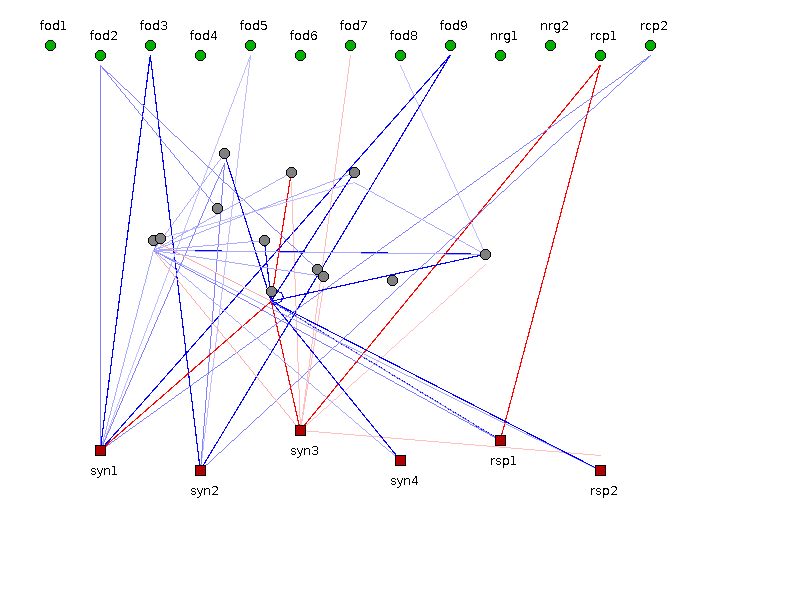 fod1 fod3 fod5 fod7 fod9 nrg2 rcp2
fod2 fod4 fod6 fod8 nrg1 rcp1
syn3
rsp1
syn1
syn4
syn2 rsp2